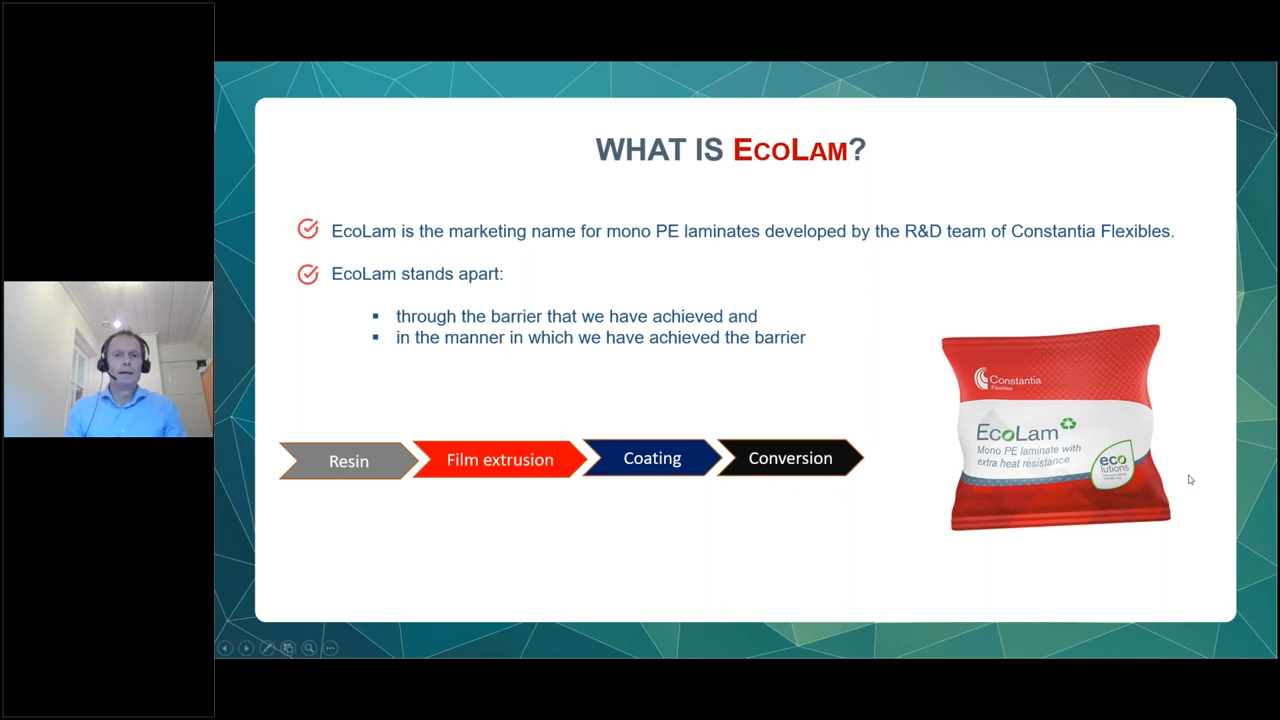 WHAT IS ECOLAM?
EcoLam is the marketing name for mono PE laminates developed by the R&D team of Constantia Flexibles.
EcoLam stands apart:
through the barrier that we have achieved and
in the manner in which we have achieved the barrier
Resin
Film extrusion
Coating
Conversion
Constantia
Flexibles
EcoLam
Mono PE laminate with
extra heat resistance
eco
lutions